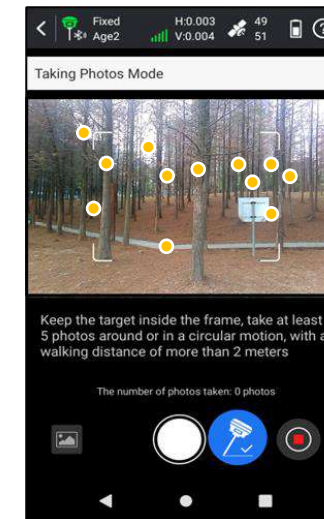 Fixed H:0.003 49
Age2 V:0.004 51
Taking Photos Mode
Keep the target inside the frame, take at least
5 photos around or in a circular motion, with a
walking distance of more than 2 meters
The number of photos taken: 0 photos